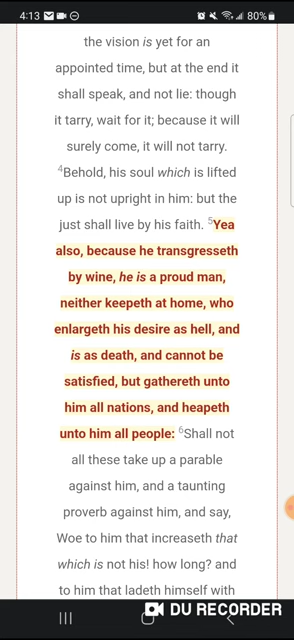 4:13 80%
the vision is yet for an
appointed time, but at the end it
shall speak, and not lie: though
it tarry, wait for it; because it will
surely come, it will not tarry.
4Behold, his soul which is lifted
up is not upright in him: but the
just shall live by his faith. 5Yea
also, because he transgresseth
by wine, he is a proud man,
neither keepeth at home, who
enlargeth his desire as hell, and
is as death, and cannot be
satisfied, but gathereth unto
him all nations, and heapeth
unto him all people: 6Shall not
all these take up a parable
against him, and a taunting
proverb against him, and say,
Woe to him that increaseth that
which is not his! how long? and
to him that ladeth himself with
DU RECORDER